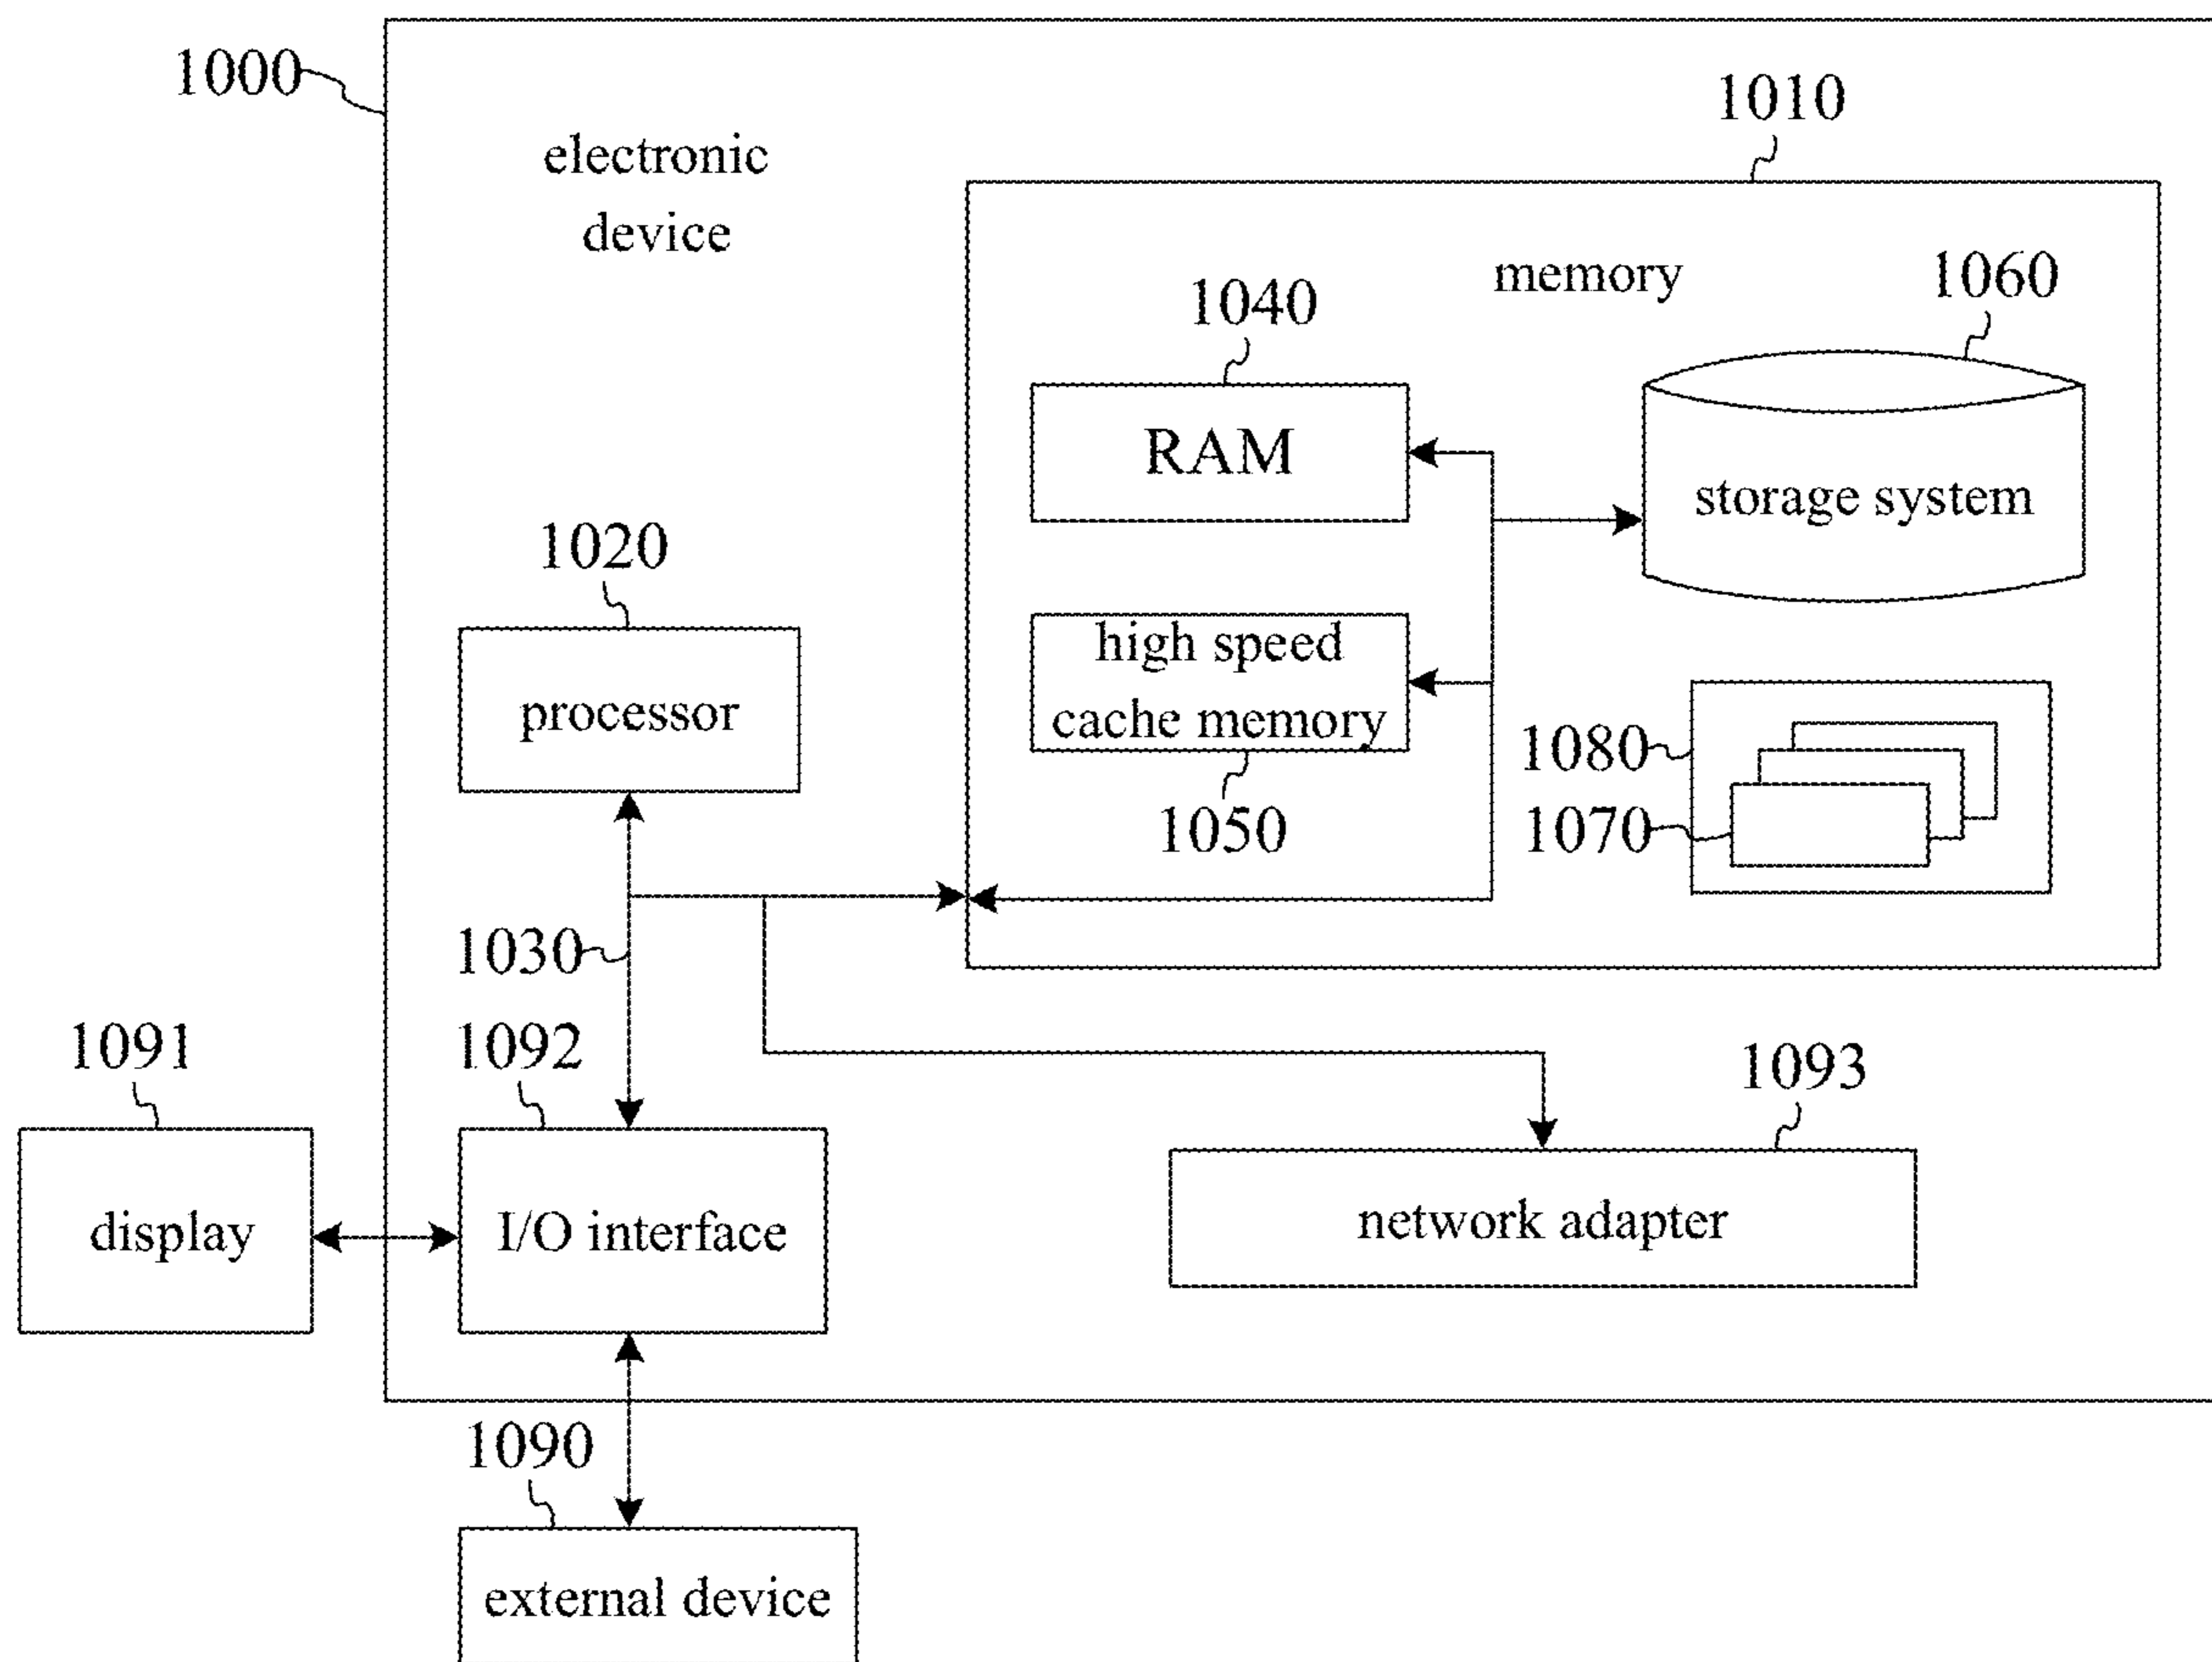 1000
electronic
device
1010
memory
1060
1040
RAM
storage system
1020
processor
high speed
cache memory
1050
1080
1070
1030
1092
1091
display
I/O interface
1093
network adapter
1090
external device